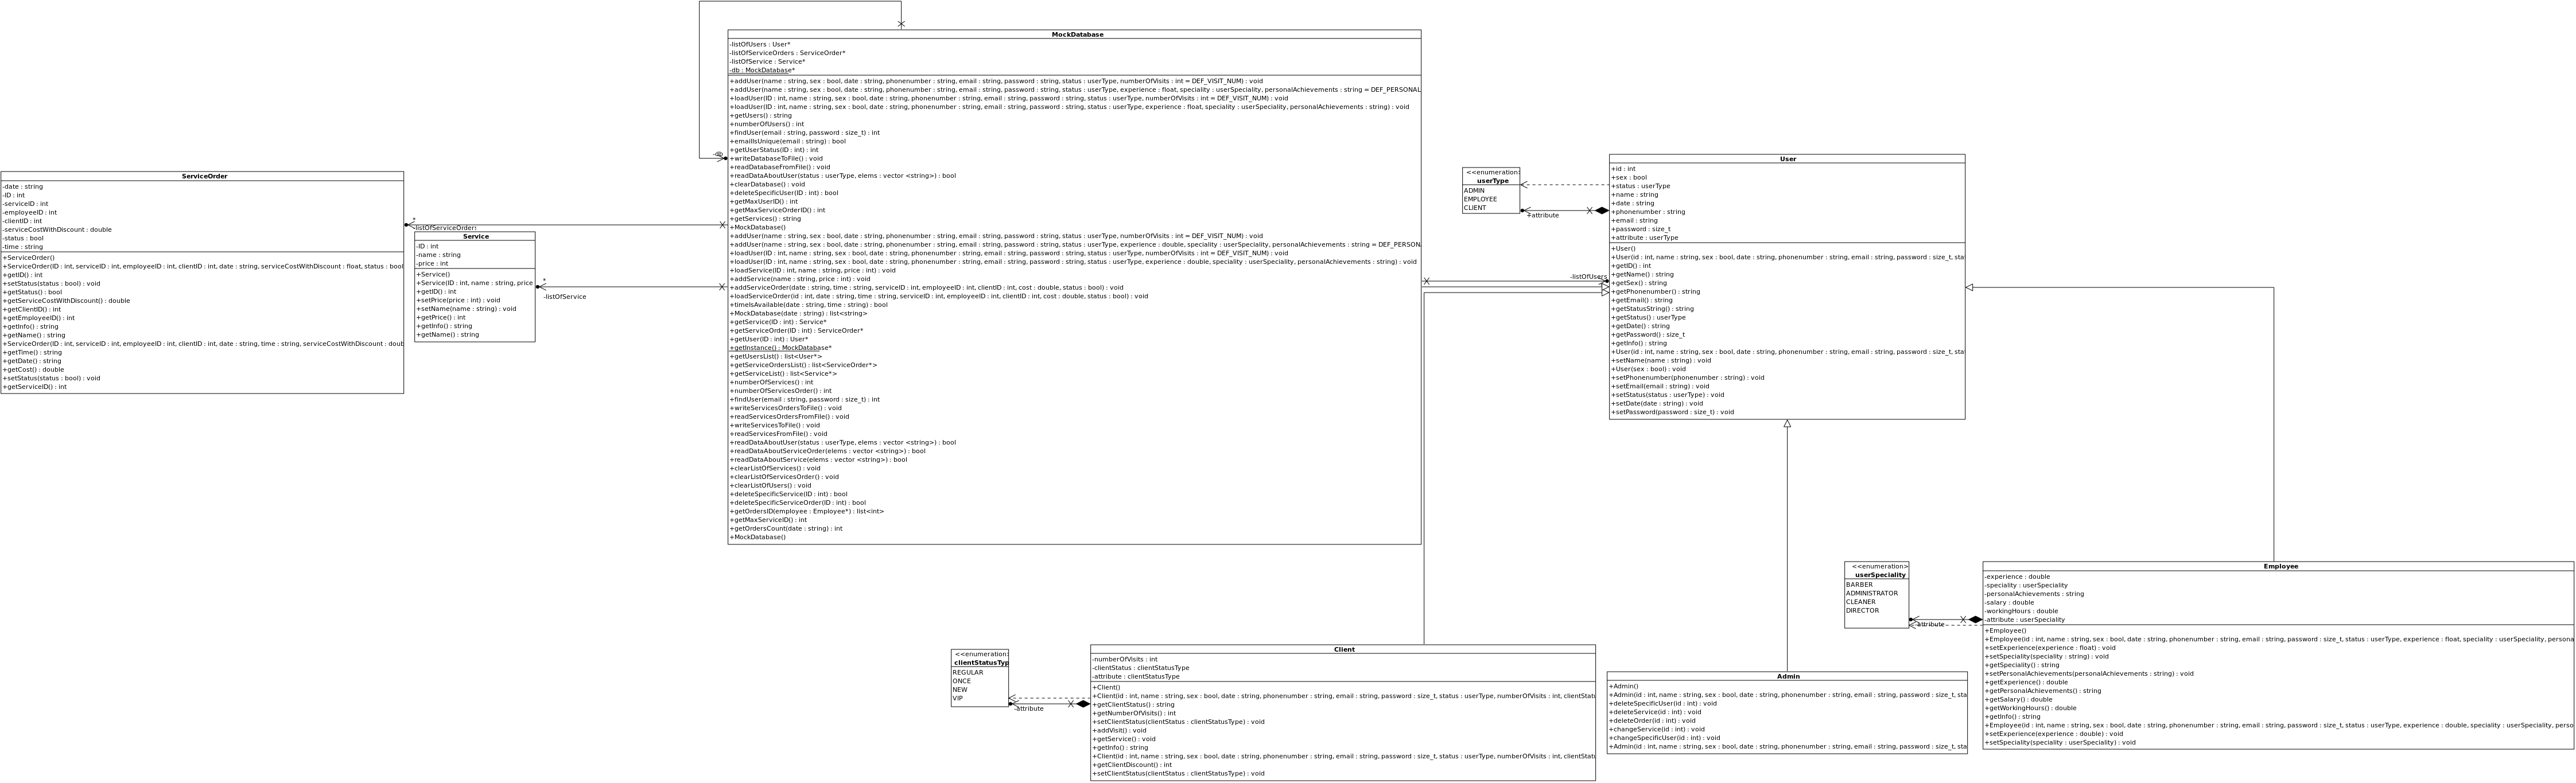 MockDatabase
-listOfUsers : User*
-listOfServiceOrders : ServiceOrder*
-listOfService : Service*
-db : MockDatabase*
+addUser(name : string, sex : bool, date : string, phonenumber : string, email : string, password : string, status : userType, numberOfVisits : int = DEF_VISIT_NUM) : void
+addUser(name : string, sex : bool, date : string, phonenumber : string, email : string, password : string, status : userType, experience : float, speciality : userSpeciality, personalAchievements : string = DEF_PERSONAL
+loadUser(ID : int, name : string, sex : bool, date : string, phonenumber : string, email : string, password : string, status : userType, numberOfVisits : int = DEF_VISIT_NUM) : void
+loadUser(ID : int, name : string, sex : bool, date : string, phonenumber : string, email : string, password : string, status : userType, experience : float, speciality : userSpeciality, personalAchievements : string) : void
+getUsers() : string
+numberOfUsers() : int
+findUser(email : string, password : size_t) : int
+emailIsUnique(email : string) : bool
+getUserStatus(ID : int) : int
+writeDatabaseToFile() : void
+readDatabaseFromFile() : void
+readDataAboutUser(status : userType, elems : vector <string>) : bool
+clearDatabase() : void
+deleteSpecificUser(ID : int) : bool
+getMaxUserID() : int
+getMaxServiceOrderID() : int
+getServices() : string
+MockDatabase()
+addUser(name : string, sex : bool, date : string, phonenumber : string, email : string, password : string, status : userType, numberOfVisits : int = DEF_VISIT_NUM) : void
+addUser(name : string, sex : bool, date : string, phonenumber : string, email : string, password : string, status : userType, experience : double, speciality : userSpeciality, personalAchievements : string = DEF_PERSON
+loadUser(ID : int, name : string, sex : bool, date : string, phonenumber : string, email : string, password : string, status : userType, numberOfVisits : int = DEF_VISIT_NUM) : void
+loadUser(ID : int, name : string, sex : bool, date : string, phonenumber : string, email : string, password : string, status : userType, experience : double, speciality : userSpeciality, personalAchievements : string) : void
+loadService(ID : int, name : string, price : int) : void
+addService(name : string, price : int) : void
+addServiceOrder(date : string, time : string, serviceID : int, employeeID : int, clientID : int, cost : double, status : bool) : void
+loadServiceOrder(id : int, date : string, time : string, serviceID : int, employeeID : int, clientID : int, cost : double, status : bool) : void
+timeIsAvailable(date : string, time : string) : bool
+MockDatabase(date : string) : list<string>
+getService(ID : int) : Service*
+getServiceOrder(ID : int) : ServiceOrder*
+getUser(ID : int) : User*
+getInstance() : MockDatabase*
+getUsersList() : list<User*>
+getServiceOrdersList() : list<ServiceOrder*>
+getServiceList() : list<Service*>
+numberOfServices() : int
+numberOfServicesOrder() : int
+findUser(email : string, password : size_t) : int
+writeServicesOrdersToFile() : void
+readServicesOrdersFromFile() : void
+writeServicesToFile() : void
+readServicesFromFile() : void
+readDataAboutUser(status : userType, elems : vector <string>) : bool
+readDataAboutServiceOrder(elems : vector <string>) : bool
+readDataAboutService(elems : vector <string>) : bool
+clearListOfServices() : void
+clearListOfServicesOrder() : void
+clearListOfUsers() : void
+deleteSpecificService(ID : int) : bool
+deleteSpecificServiceOrder(ID : int) : bool
+getOrdersID(employee : Employee*) : list<int>
+getMaxServiceID() : int
+getOrdersCount(date : string) : int
+MockDatabase()
ServiceOrder
-date : string
-ID : int
-serviceID : int
-employeeID : int
-clientID : int
-serviceCostWithDiscount : double
-status : bool
-time : string
+ServiceOrder()
+ServiceOrder(ID : int, serviceID : int, employeeID : int, clientID : int, date : string, serviceCostWithDiscount : float, status : bool
+getID() : int
+setStatus(status : bool) : void
+getStatus() : bool
+getServiceCostWithDiscount() : double
+getClientID() : int
+getEmployeeID() : int
+getInfo() : string
+getName() : string
+ServiceOrder(ID : int, serviceID : int, employeeID : int, clientID : int, date : string, time : string, serviceCostWithDiscount : doub
+getTime() : string
+getDate() : string
+getCost() : double
+setStatus(status : bool) : void
+getServiceID() : int
*
Service
-ID : int
-name : string
-price : int
+Service()
+Service(ID : int, name : string, price
+getID() : int
+setPrice(price : int) : void
+setName(name : string) : void
+getPrice() : int
+getInfo() : string
+getName() : string
*
-listOfService
<<enumeration>
userType
ADMIN
EMPLOYEE
CLIENT
+attribute
-listOfUsers
User
+id : int
+sex : bool
+status : userType
+name : string
+date : string
+phonenumber : string
+email : string
+password : size_t
+attribute : userType
+User()
+User(id : int, name : string, sex : bool, date : string, phonenumber : string, email : string, password : size_t, sta
+getID() : int
+getName() : string
+getSex() : string
+getPhonenumber() : string
+getEmail() : string
+getStatusString() : string
+getStatus() : userType
+getDate() : string
+getPassword() : size_t
+getInfo() : string
+User(id : int, name : string, sex : bool, date : string, phonenumber : string, email : string, password : size_t, sta
+setName(name : string) : void
+User(sex : bool) : void
+setPhonenumber(phonenumber : string) : void
+setEmail(email : string) : void
+setStatus(status : userType) : void
+setDate(date : string) : void
+setPassword(password : size_t) : void
<<enumeration>
clientStatusTyp
REGULAR
ONCE
NEW
VIP
-attribute
Client
-numberOfVisits : int
-clientStatus : clientStatusType
-attribute : clientStatusType
+Client()
+Client(id : int, name : string, sex : bool, date : string, phonenumber : string, email : string, password : size_t, status : userType, numberOfVisits : int, clientStatu
+getClientStatus() : string
+getNumberOfVisits() : int
+setClientStatus(clientStatus : clientStatusType) : void
+addVisit() : void
+getService() : void
+getInfo() : string
+Client(id : int, name : string, sex : bool, date : string, phonenumber : string, email : string, password : size_t, status : userType, numberOfVisits : int, clientStatu
+getClientDiscount() : int
+setClientStatus(clientStatus : clientStatusType) : void
Admin
+Admin()
+Admin(id : int, name : string, sex : bool, date : string, phonenumber : string, email : string, password : size_t, sta
+deleteSpecificUser(id : int) : void
+deleteService(id : int) : void
+deleteOrder(id : int) : void
+changeService(id : int) : void
+changeSpecificUser(id : int) : void
+Admin(id : int, name : string, sex : bool, date : string, phonenumber : string, email : string, password : size_t, sta
<<enumeration>
userSpeciality
BARBER
ADMINISTRATOR
CLEANER
DIRECTOR
-attribute
Employee
-experience : double
-speciality : userSpeciality
-personalAchievements : string
-salary : double
-workingHours : double
-attribute : userSpeciality
+Employee()
+Employee(id : int, name : string, sex : bool, date : string, phonenumber : string, email : string, password : size_t, status : userType, experience : float, speciality : userSpeciality, persona
+setExperience(experience : float) : void
+setSpeciality(speciality : string) : void
+getSpeciality() : string
+setPersonalAchievements(personalAchievements : string) : void
+getExperience() : double
+getPersonalAchievements() : string
+getSalary() : double
+getWorkingHours() : double
+getInfo() : string
+Employee(id : int, name : string, sex : bool, date : string, phonenumber : string, email : string, password : size_t, status : userType, experience : double, speciality : userSpeciality, perso
+setExperience(experience : double) : void
+setSpeciality(speciality : userSpeciality) : void